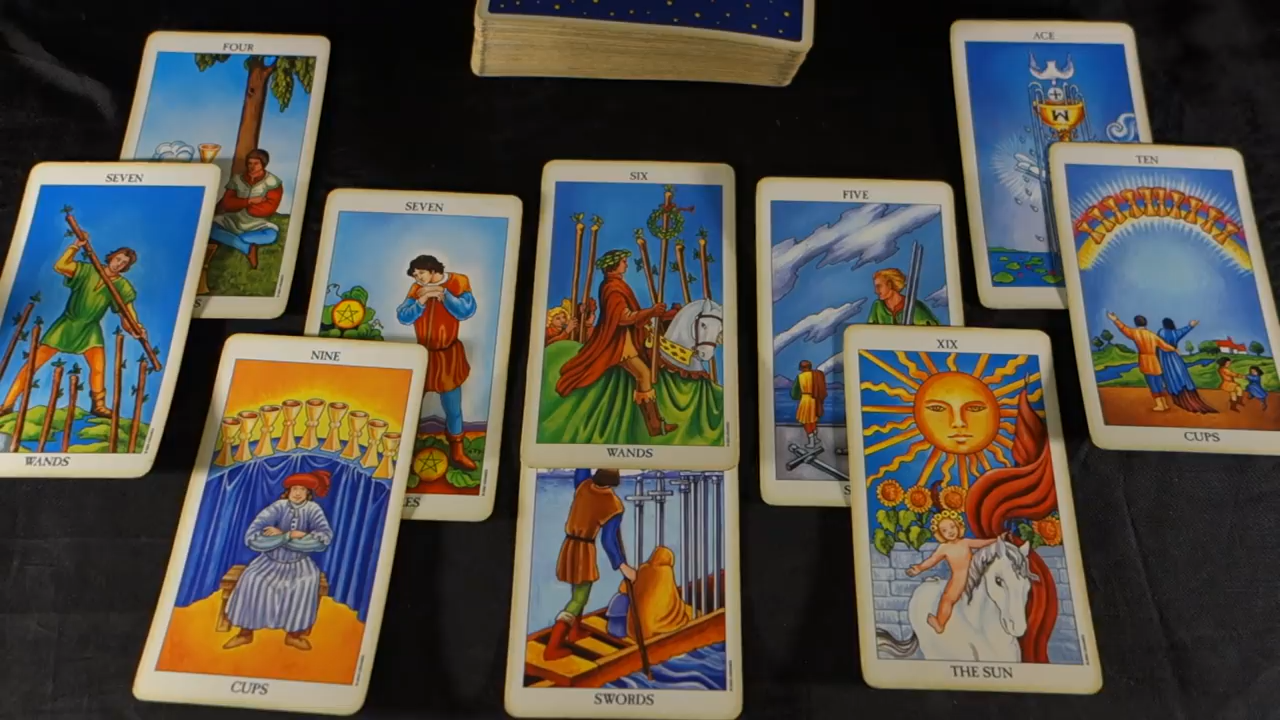 FOUR
ACE
SEVEN
TEN
SEVEN
SIX
FIVE
NINE
XIX
WANDS
CUPS
WANDS
CUPS
SWORDS
THE SUN